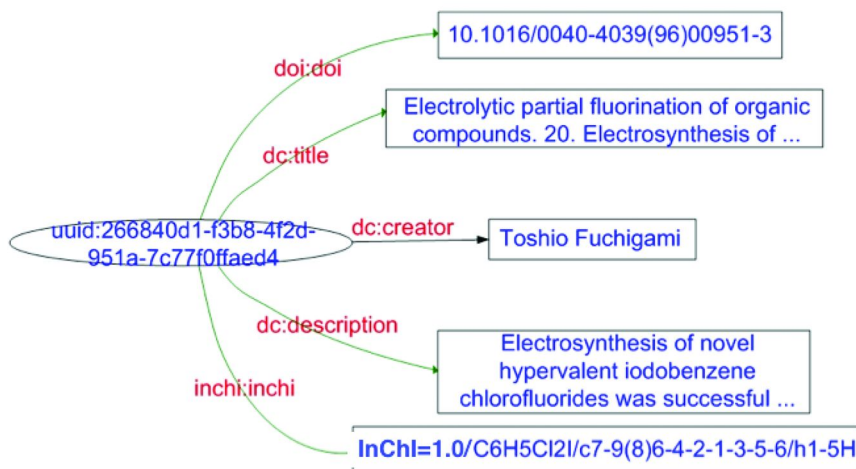 10.1016/0040-4039(96)00951-3
doi:doi
Electrolytic partial fluorination of organic
compounds. 20. Electrosynthesis of ...
dc:title
uuid:266840d1-f3b8-4f2d-
951a-7c77f0ffaed4
dc:creator
Toshio Fuchigami
dc:description
Electrosynthesis of novel
hypervalent iodobenzene
chlorofluorides was successful ...
inchi:inchi
InChI=1.0/C6H5Cl2I/c7-9(8)6-4-2-1-3-5-6/h1-5H